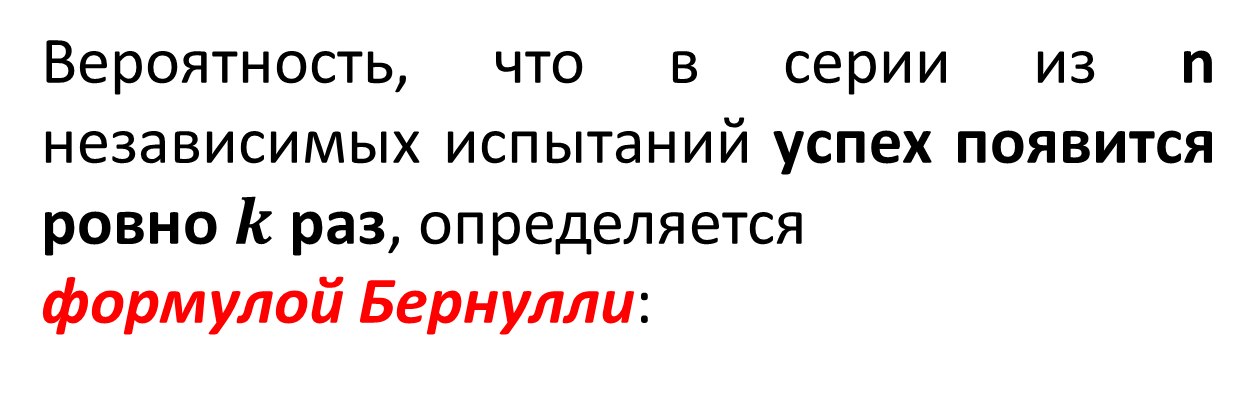 Вероятность, что в серии из n
независимых испытаний успех появится
ровно k раз, определяется
формулой Бернулли: